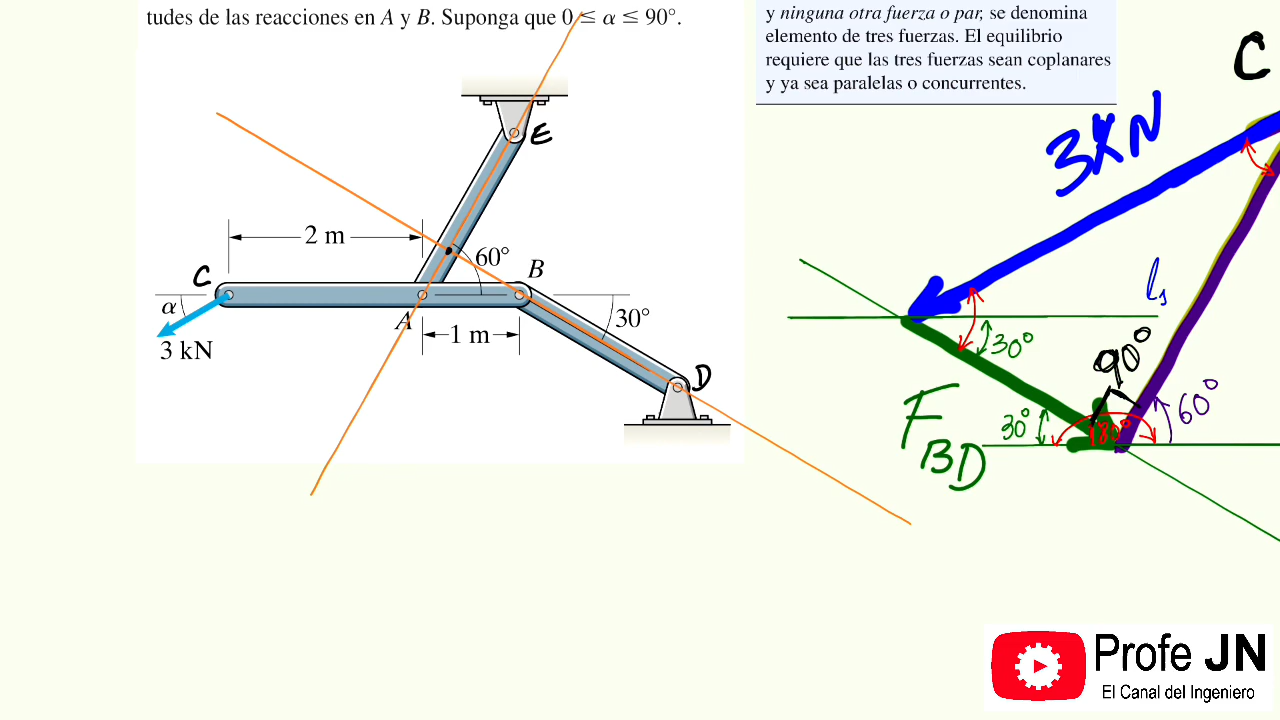 tudes de las reacciones en A y B. Suponga que 0 ≤ α ≤ 90°.
y ninguna otra fuerza o par, se denomina
elemento de tres fuerzas. El equilibrio
requiere que las tres fuerzas sean coplanares
y ya sea paralelas o concurrentes.
E
2 m
60°
C
B
α
A
30°
1 m
3 kN
D
C
3KN
l₁
30°
90°
30°
180°
60°
F BD
Profe JN
El Canal del Ingeniero